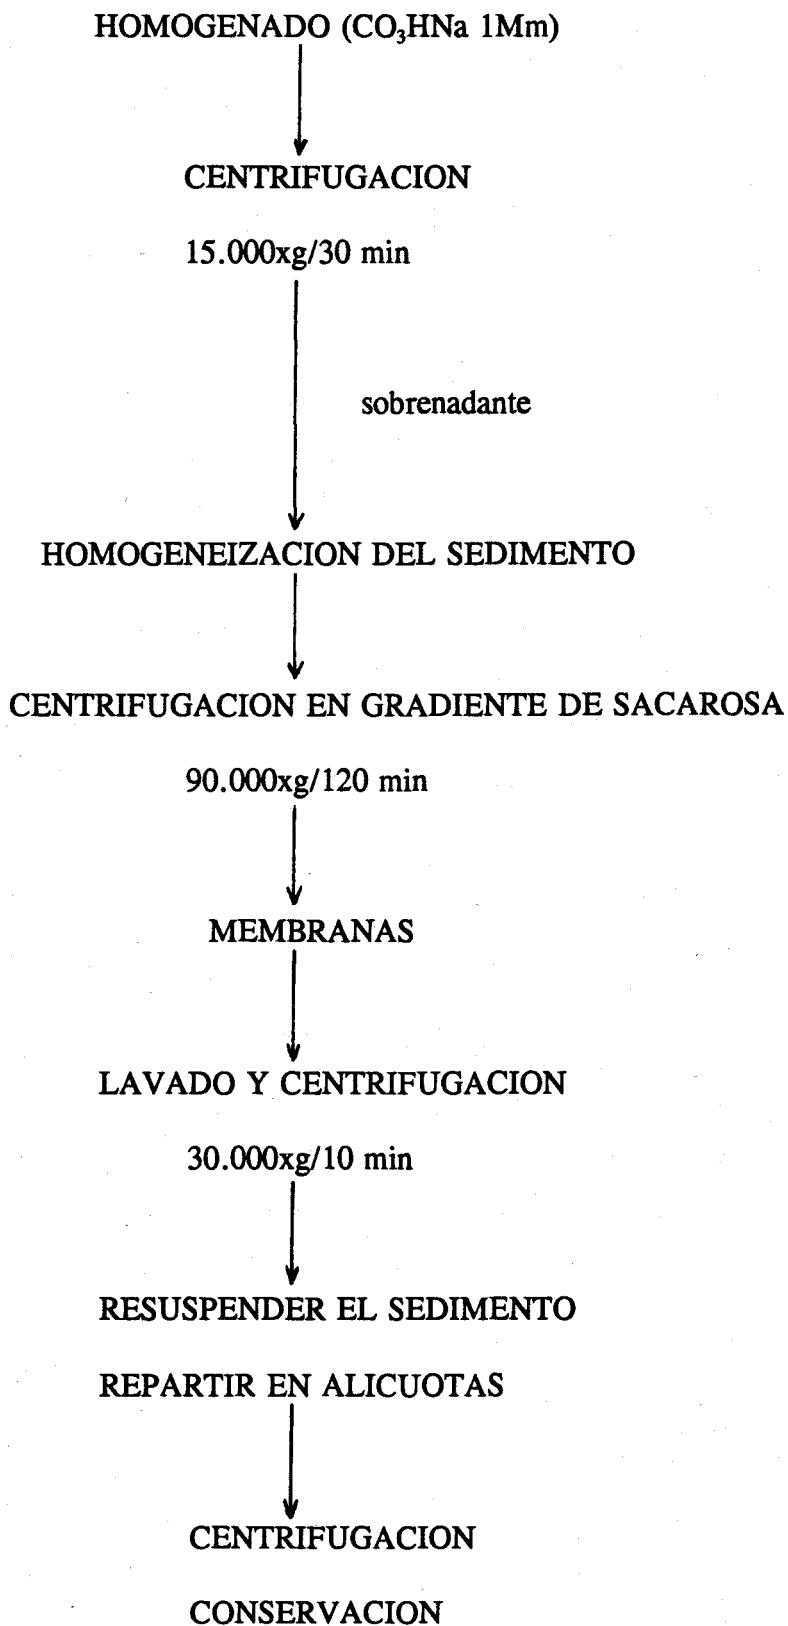 HOMOGENADO (CO₃HNa 1Mm)
CENTRIFUGACION
15.000xg/30 min
sobrenadante
HOMOGENEIZACION DEL SEDIMENTO
CENTRIFUGACION EN GRADIENTE DE SACAROSA
90.000xg/120 min
MEMBRANAS
LAVADO Y CENTRIFUGACION
30.000xg/10 min
RESUSPENDER EL SEDIMENTO
REPARTIR EN ALICUOTAS
CENTRIFUGACION
CONSERVACION